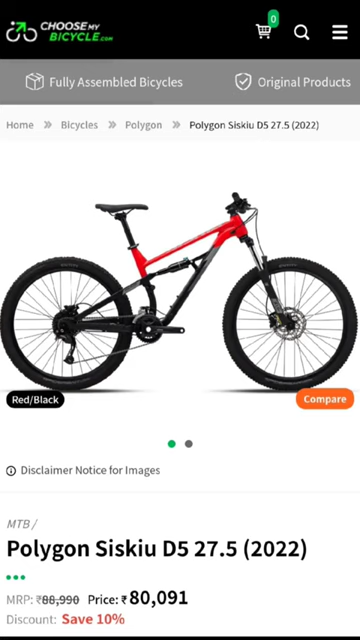 CHOOSE MY
BICYCLE.COM
0
Fully Assembled Bicycles
Original Products
Home » Bicycles » Polygon » Polygon Siskiu D5 27.5 (2022)
Red/Black
Compare
Disclaimer Notice for Images
MTB /
Polygon Siskiu D5 27.5 (2022)
MRP: ₹88,990 Price: ₹80,091
Discount: Save 10%